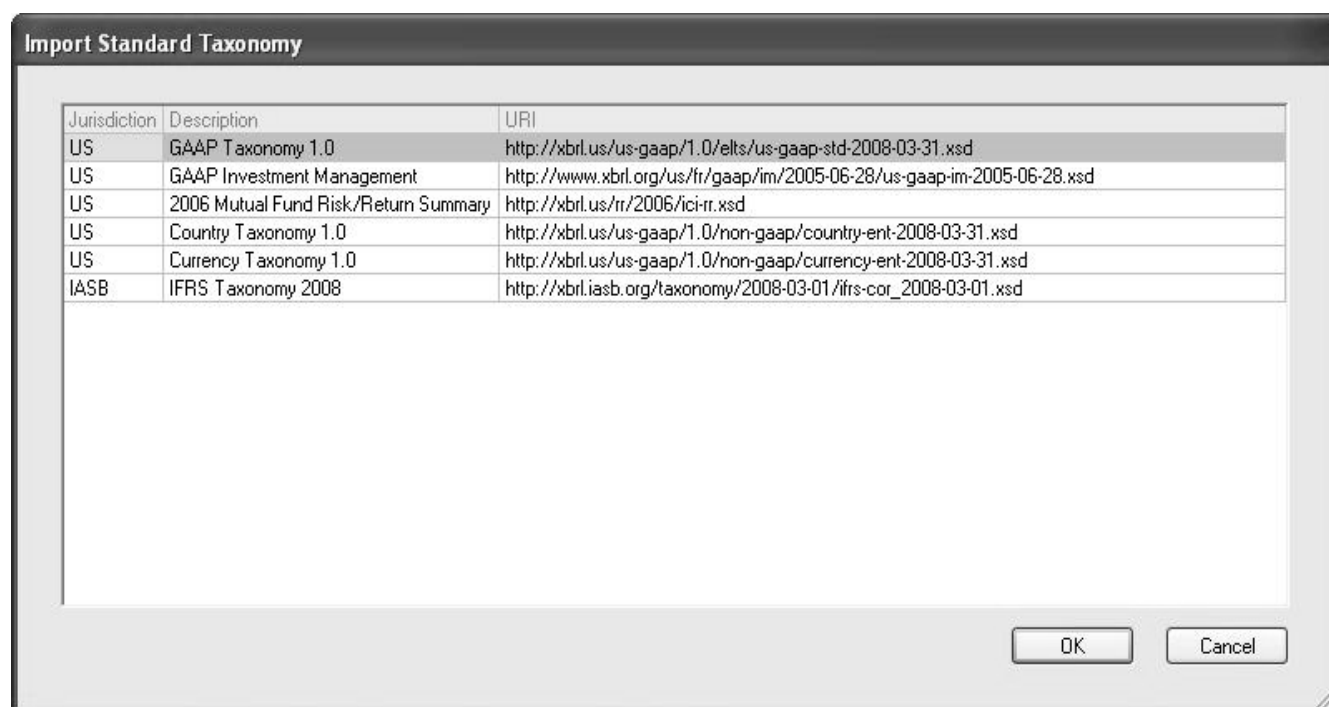 Import Standard Taxonomy
Jurisdiction Description URI
US GAAP Taxonomy 1.0 http://xbrl.us/us-gaap/1.0/elts/us-gaap-std-2008-03-31.xsd
US GAAP Investment Management http://www.xbrl.org/us/fr/gaap/im/2005-06-28/us-gaap-im-2005-06-28.xsd
US 2006 Mutual Fund Risk/Return Summary http://xbrl.us/rr/2006/ici-rr.xsd
US Country Taxonomy 1.0 http://xbrl.us/us-gaap/1.0/non-gaap/country-ent-2008-03-31.xsd
US Currency Taxonomy 1.0 http://xbrl.us/us-gaap/1.0/non-gaap/currency-ent-2008-03-31.xsd
IASB IFRS Taxonomy 2008 http://xbrl.iasb.org/taxonomy/2008-03-01/ifrs-cor_2008-03-01.xsd
OK Cancel